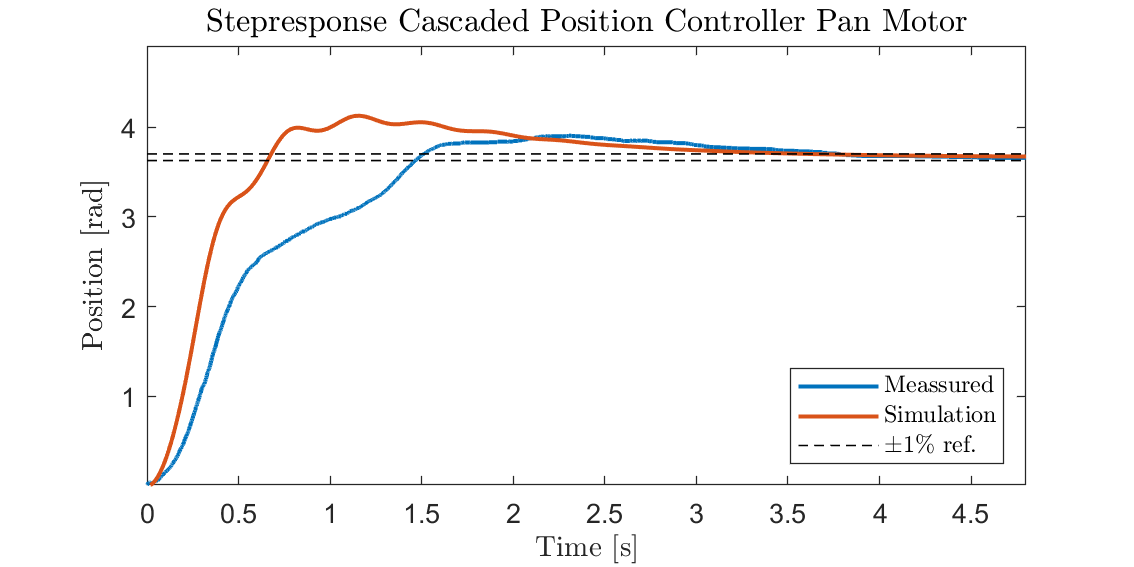 Stepresponse Cascaded Position Controller Pan Motor
Position [rad]
4
3
2
1
Meassured
Simulation
±1% ref.
0 0.5 1 1.5 2 2.5 3 3.5 4 4.5
Time [s]